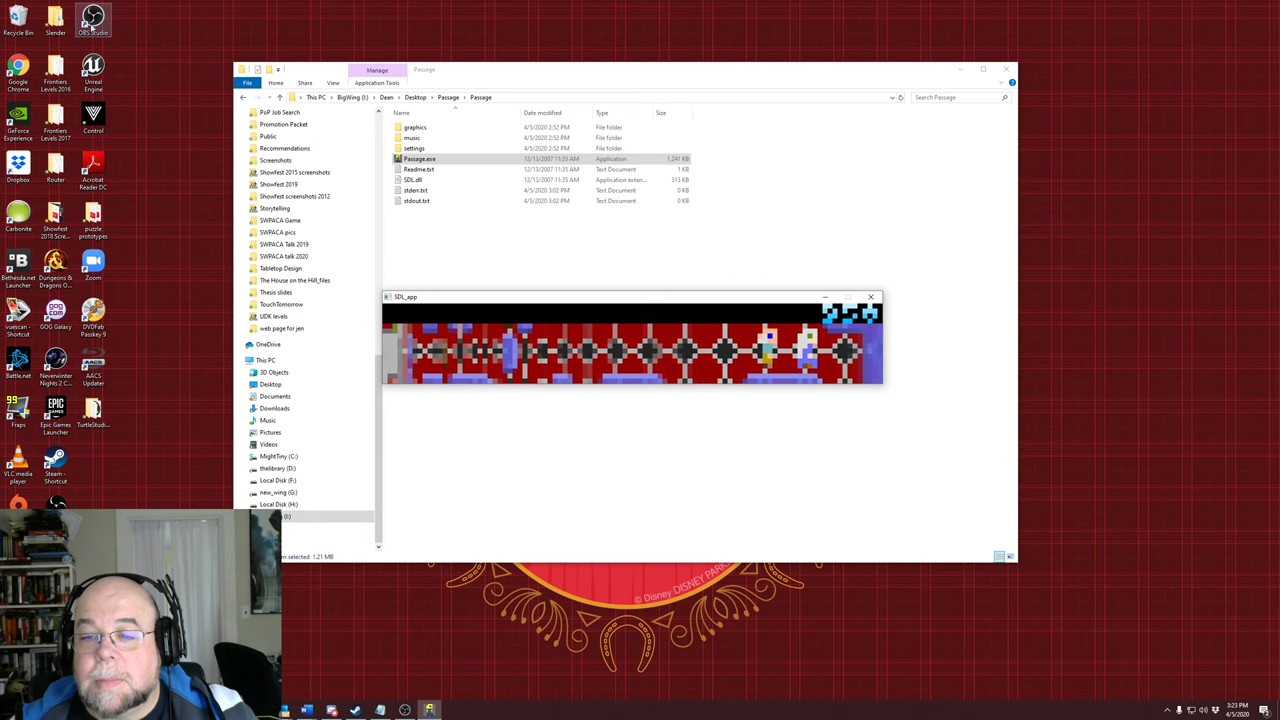 Recycle Bin
Slender
OBS Studio
Google Chrome
Frontiers Levels 2016
Unreal Engine
GeForce Experience
Frontiers Levels 2017
Control
Dropbox
Router
Acrobat Reader DC
Carbonite
Showfest 2018 Scre...
puzzle prototypes
Bethesda.net Launcher
Dungeons & Dragons O...
Zoom
vuescan - Shortcut
GOG Galaxy
DVDFab Passkey 9
Battle.net
Neverwinter Nights 2 C...
AACS Updater
99
Fraps
Epic Games Launcher
TurtleStudi...
VLC media player
Steam - Shortcut
Manage
Passage
File
Home
Share
View
Application Tools
This PC
BigWing (I:)
Dean
Desktop
Passage
Passage
Search Passage
Name
Date modified
Type
Size
graphics 4/5/2020 2:52 PM File folder
music 4/5/2020 2:52 PM File folder
settings 4/5/2020 2:52 PM File folder
Passage.exe 12/13/2007 11:35 AM Application 1,241 KB
Readme.txt 12/13/2007 11:35 AM Text Document 1 KB
SDL.dll 12/13/2007 11:35 AM Application exten... 313 KB
stderr.txt 4/5/2020 3:02 PM Text Document 0 KB
stdout.txt 4/5/2020 3:02 PM Text Document 0 KB
PoP Job Search
Promotion Packet
Public
Recommendations
Screenshots
Showfest 2015 screenshots
Showfest 2019
Showfest screenshots 2012
Storytelling
SWPACA Game
SWPACA pics
SWPACA Talk 2019
SWPACA talk 2020
Tabletop Design
The House on the Hill_files
Thesis slides
TouchTomorrow
UDK levels
web page for jen
OneDrive
This PC
3D Objects
Desktop
Documents
Downloads
Music
Pictures
Videos
MightTiny (C:)
thelibrary (D:)
Local Disk (F:)
new_wing (G:)
Local Disk (H:)
(I:)
selected 1.21 MB
SDL_app
© Disney DISNEY PARKS
3:23 PM
4/5/2020